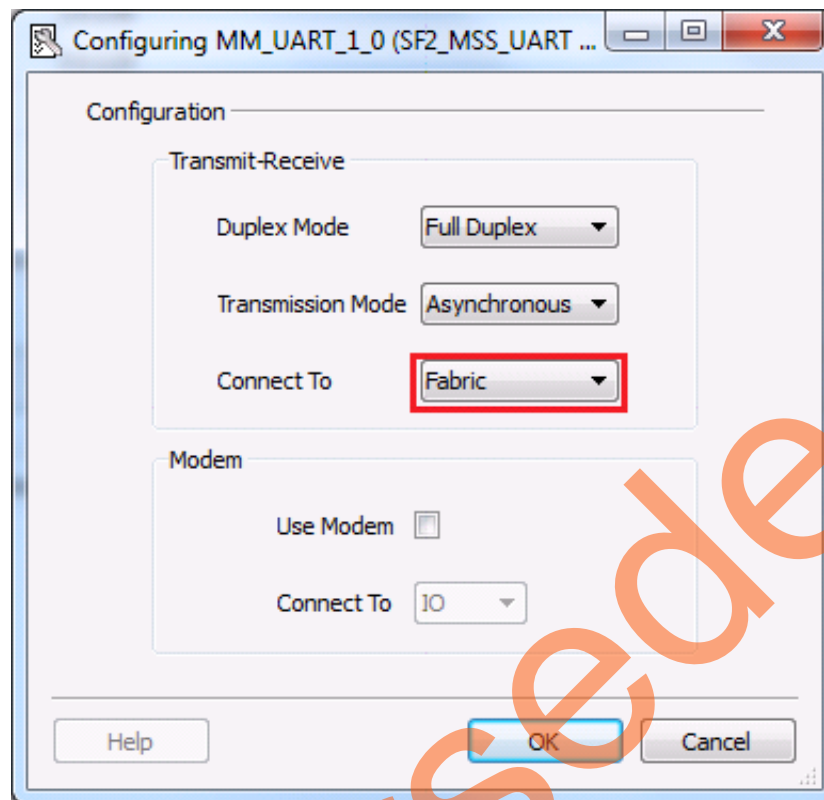 Configuring MM_UART_1_0 (SF2_MSS_UART ...
Configuration
Transmit-Receive
Duplex Mode Full Duplex
Transmission Mode Asynchronous
Connect To Fabric
Modem
Use Modem
Connect To IO
Help OK Cancel
sede